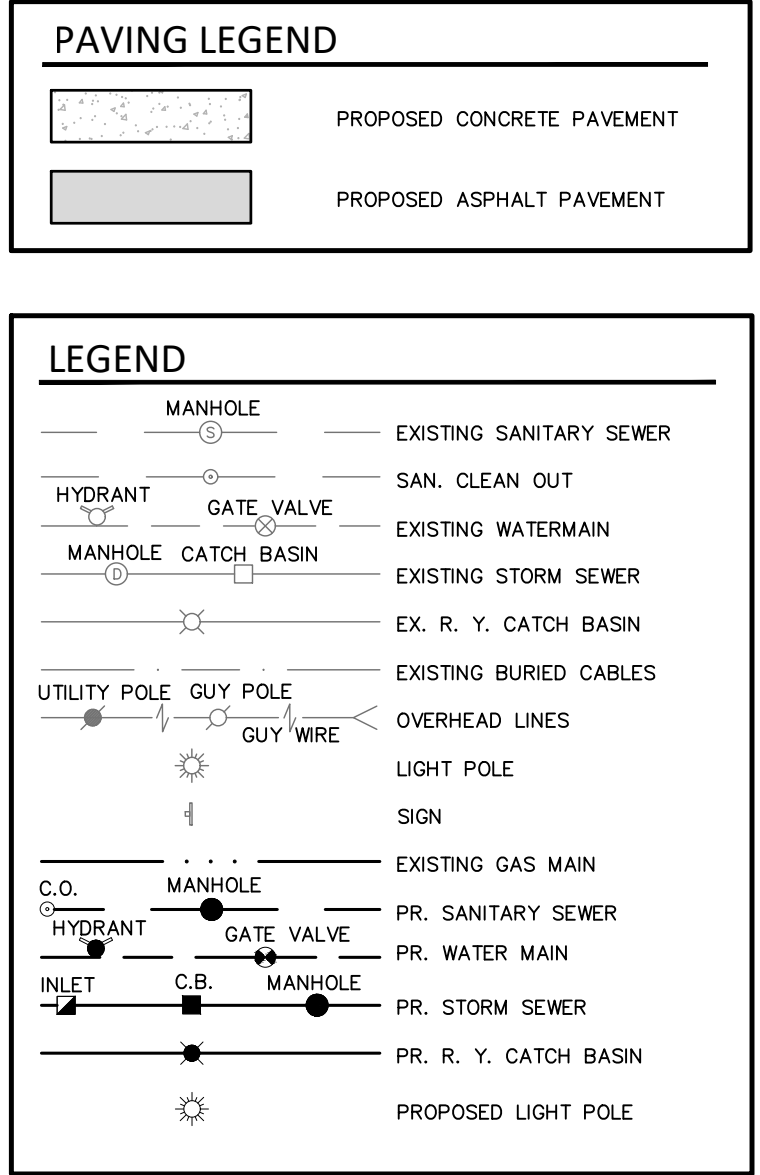 PAVING LEGEND
PROPOSED CONCRETE PAVEMENT
PROPOSED ASPHALT PAVEMENT
LEGEND
MANHOLE
S
EXISTING SANITARY SEWER
SAN. CLEAN OUT
HYDRANT
GATE VALVE
EXISTING WATERMAIN
MANHOLE
CATCH BASIN
D
EXISTING STORM SEWER
EX. R. Y. CATCH BASIN
EXISTING BURIED CABLES
UTILITY POLE
GUY POLE
GUY WIRE
OVERHEAD LINES
LIGHT POLE
SIGN
EXISTING GAS MAIN
C.O.
MANHOLE
PR. SANITARY SEWER
HYDRANT
GATE VALVE
PR. WATER MAIN
INLET
C.B.
MANHOLE
PR. STORM SEWER
PR. R. Y. CATCH BASIN
PROPOSED LIGHT POLE